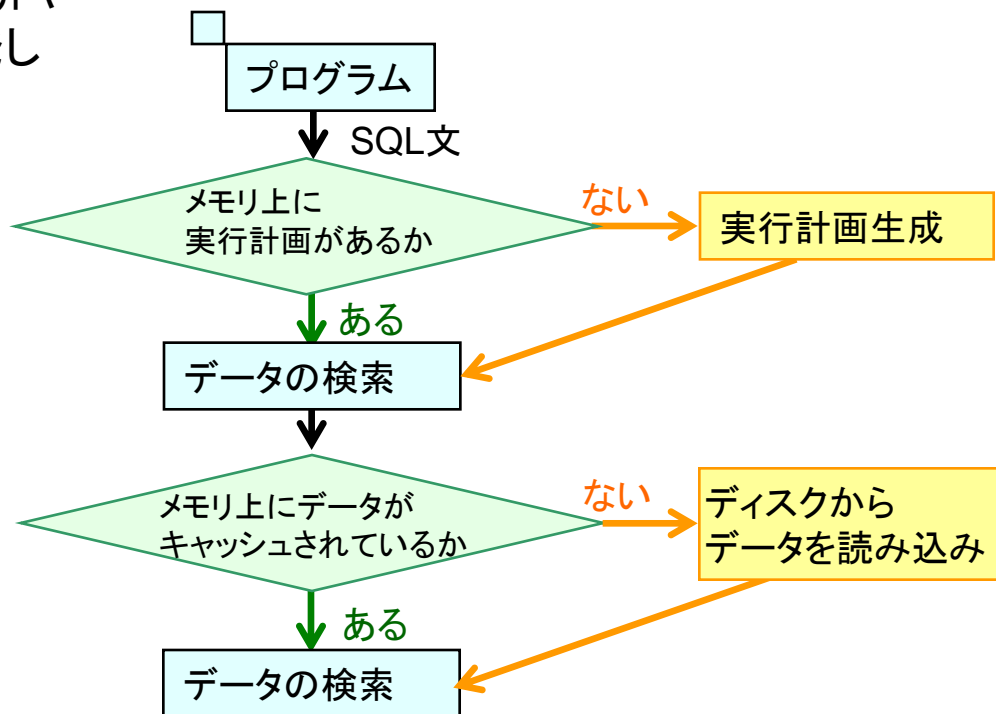 し
プログラム
SQL文
メモリ上に
実行計画があるか
ない
実行計画生成
ある
データの検索
メモリ上にデータが
キャッシュされているか
ない
ディスクから
データを読み込み
ある
データの検索